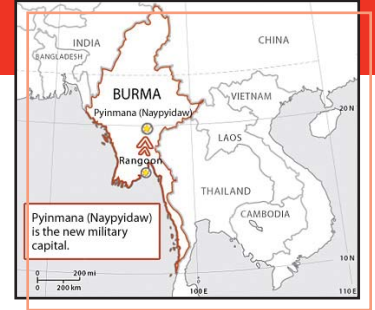 INDIA
CHINA
BANGLADESH
BURMA
Pyinmana (Naypyidaw)
VIETNAM
20 N
LAOS
Rangoon
THAILAND
CAMBODIA
Pyinmana (Naypyidaw)
is the new military
capital.
10 N
0 200 mi
0 200 km
100 E
110 E